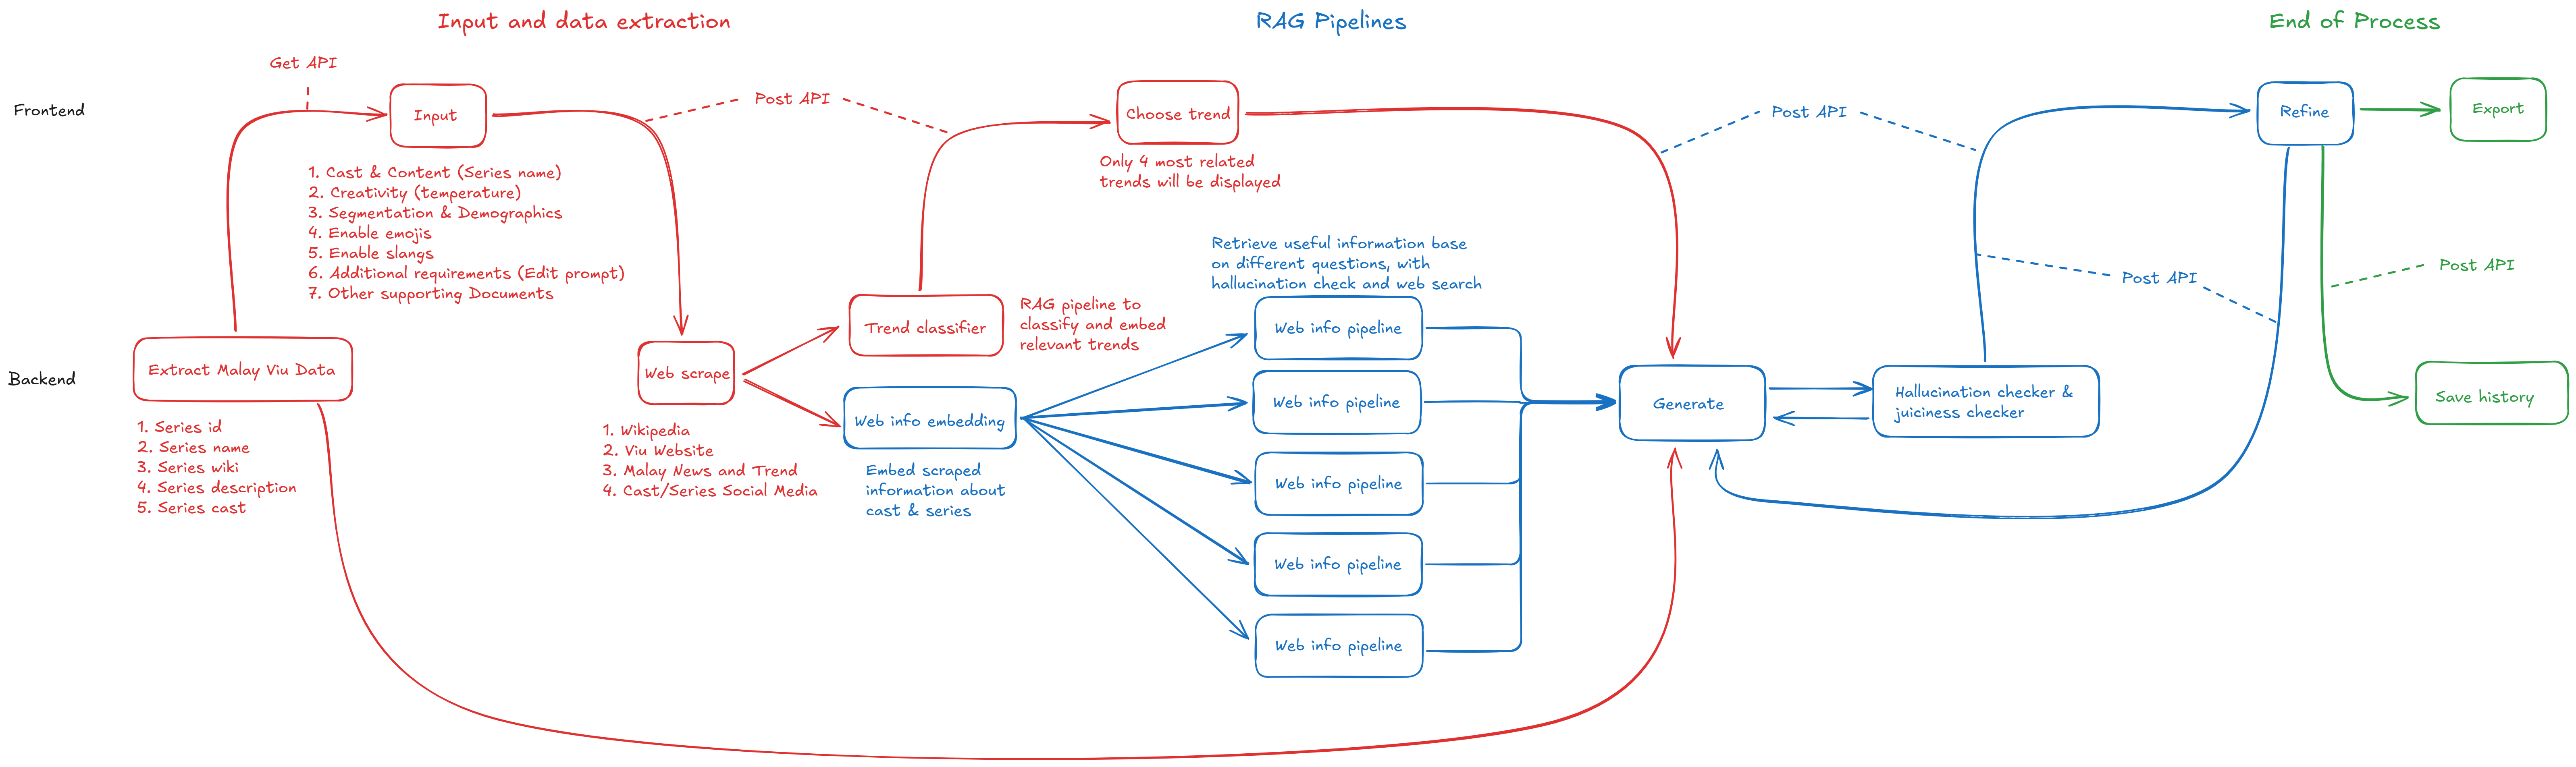 Input and data extraction
RAG Pipelines
End of Process
Frontend
Get API
Input
1. Cast & Content (Series name)
2. Creativity (temperature)
3. Segmentation & Demographics
4. Enable emojis
5. Enable slangs
6. Additional requirements (Edit prompt)
7. Other supporting Documents
Post API
Choose trend
Only 4 most related
trends will be displayed
Post API
Refine
Export
Post API
Post API
Backend
Extract Malay Viu Data
1. Series id
2. Series name
3. Series wiki
4. Series description
5. Series cast
Web scrape
1. Wikipedia
2. Viu Website
3. Malay News and Trend
4. Cast/Series Social Media
Trend classifier
RAG pipeline to
classify and embed
relevant trends
Web info embedding
Embed scraped
information about
cast & series
Retrieve useful information base
on different questions, with
hallucination check and web search
Web info pipeline
Web info pipeline
Web info pipeline
Web info pipeline
Web info pipeline
Generate
Hallucination checker &
juiciness checker
Save history